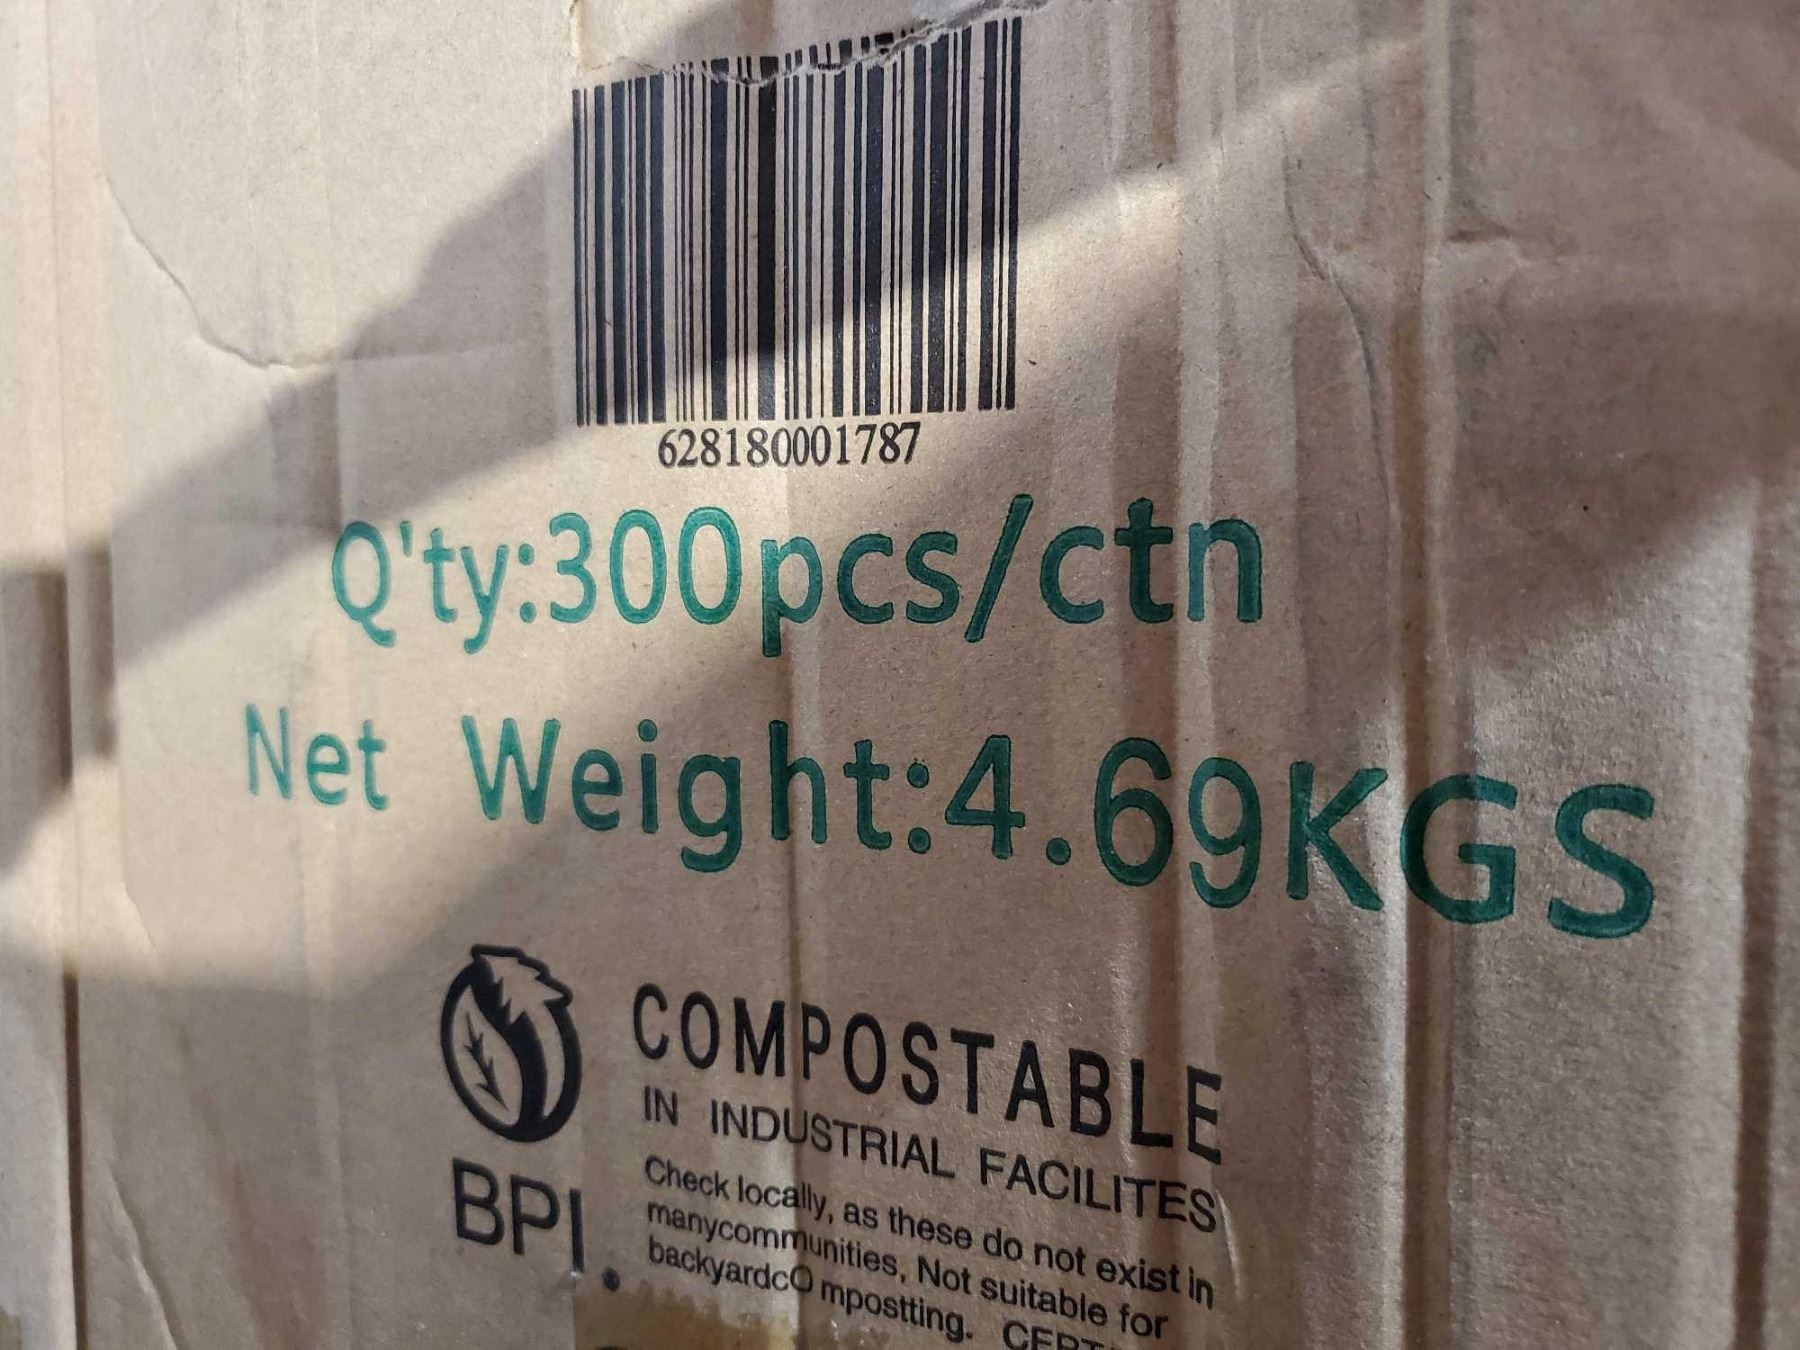 628180001787
Q'ty:300pcs/ctn
Net Weight:4.69KGS
COMPOSTABLE
IN INDUSTRIAL FACILITES
Check locally, as these do not exist in
manycommunities, Not suitable for
backyardcO mpostting.
BPI.